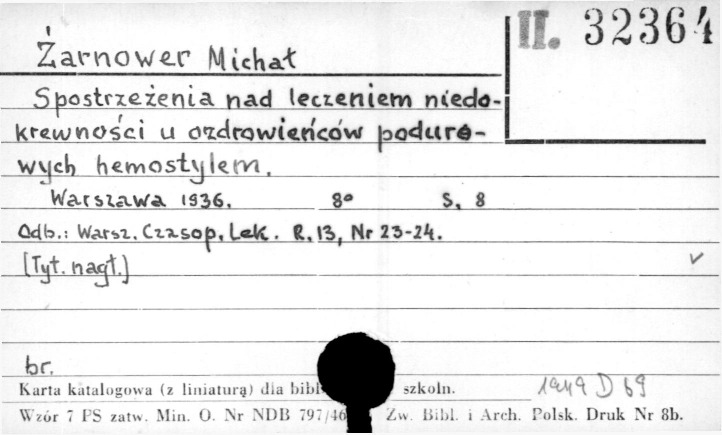 II. 32364
Żarnower Michał
Spostrzeżenia nad leczeniem niedo-
krewności u ozdrowieńców poduro-
wych hemostylem.
Warszawa 1936. 8° S. 8
Odb.: Warsz. Czasop. Lek. R. 13, Nr 23-24.
[Tyt. nagł.]
br.
Karta katalogowa (z liniaturą) dla szkoln.
1949 D 69
Wzór 7 PS zatw. Min. O. Nr NDB 797/46 Zw. Bibl. i Arch. Polsk. Druk Nr 8b.